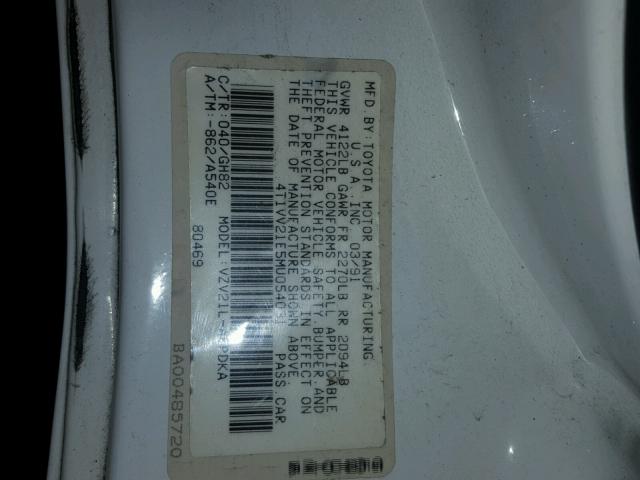 MFD. BY: TOYOTA MOTOR MANUFACTURING
U.S.A. INC. 03/91
GVWR 4122LB GAWR FR 2270LB RR 2094LB
THIS VEHICLE CONFORMS TO ALL APPLICABLE
FEDERAL MOTOR VEHICLE SAFETY, BUMPER, AND
THEFT PREVENTION STANDARDS IN EFFECT ON
THE DATE OF MANUFACTURE SHOWN ABOVE.
PASS CAR
C/TR: 040/GH82 MODEL:
A/TM: -862/A540E
80469
BA00485720